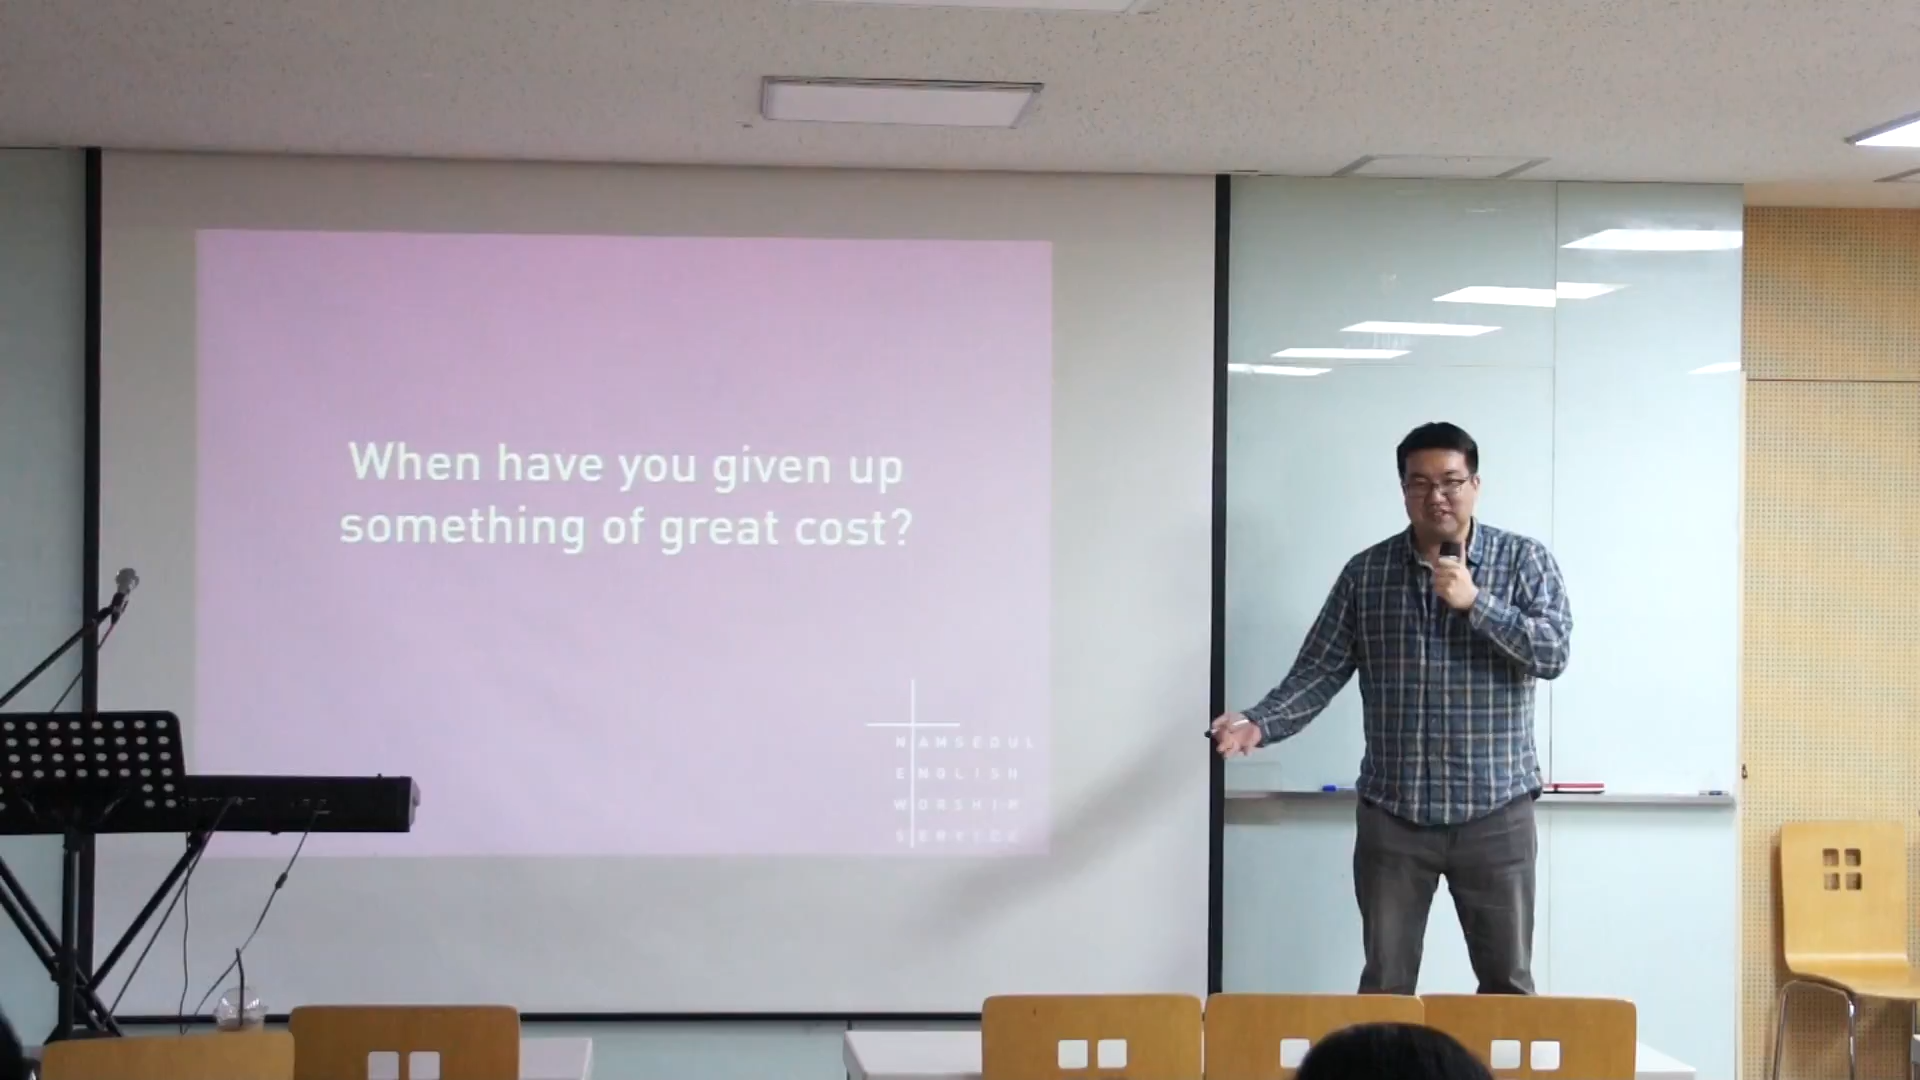 When have you given up
something of great cost?
NAMSEOUL
ENGLISH
WORSHIP
SERVICE